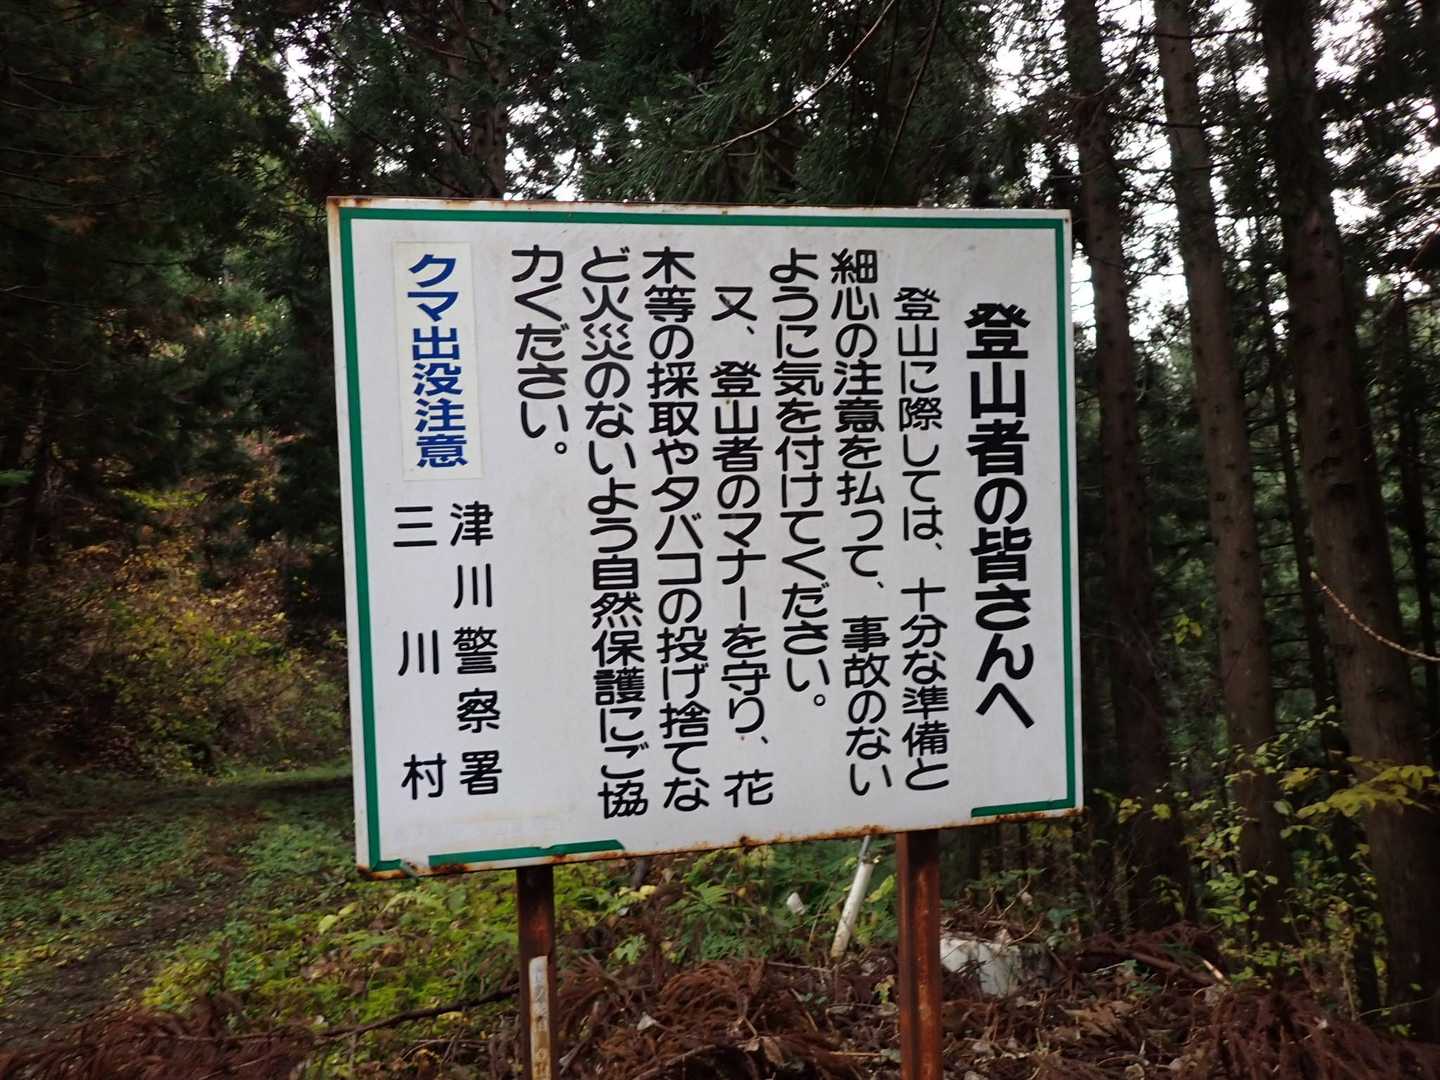 登山者の皆さんへ
登山に際しては、十分な準備と
細心の注意を払って、事故のない
ように気を付けてください。
又、登山者のマナーを守り、花
木等の採取やタバコの投げ捨てな
ど火災のないよう自然保護にご協
力ください。
クマ出没注意
津川警察署
三川村